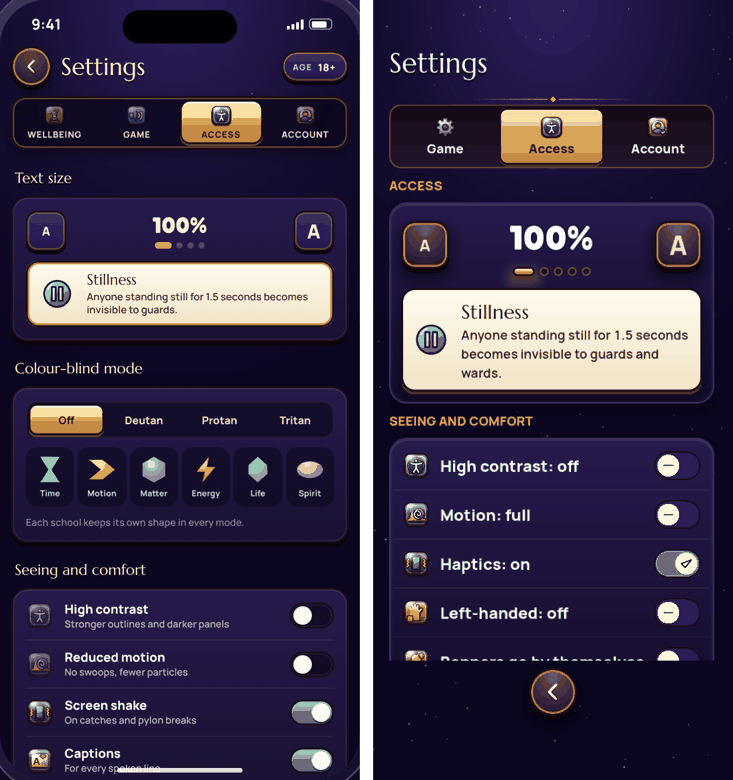 9:41
Settings
AGE 18+
WELLBEING
GAME
ACCESS
ACCOUNT
Text size
A
100%
A
Stillness
Anyone standing still for 1.5 seconds becomes
invisible to guards.
Colour-blind mode
Off
Deutan
Protan
Tritan
Time
Motion
Matter
Energy
Life
Spirit
Each school keeps its own shape in every mode.
Seeing and comfort
High contrast
Stronger outlines and darker panels
Reduced motion
No swoops, fewer particles
Screen shake
On catches and pylon breaks
Captions
For every spoken line
Settings
Game
Access
Account
ACCESS
A
100%
A
Stillness
Anyone standing still for 1.5 seconds
becomes invisible to guards and
wards.
SEEING AND COMFORT
High contrast: off
Motion: full
Haptics: on
Left-handed: off